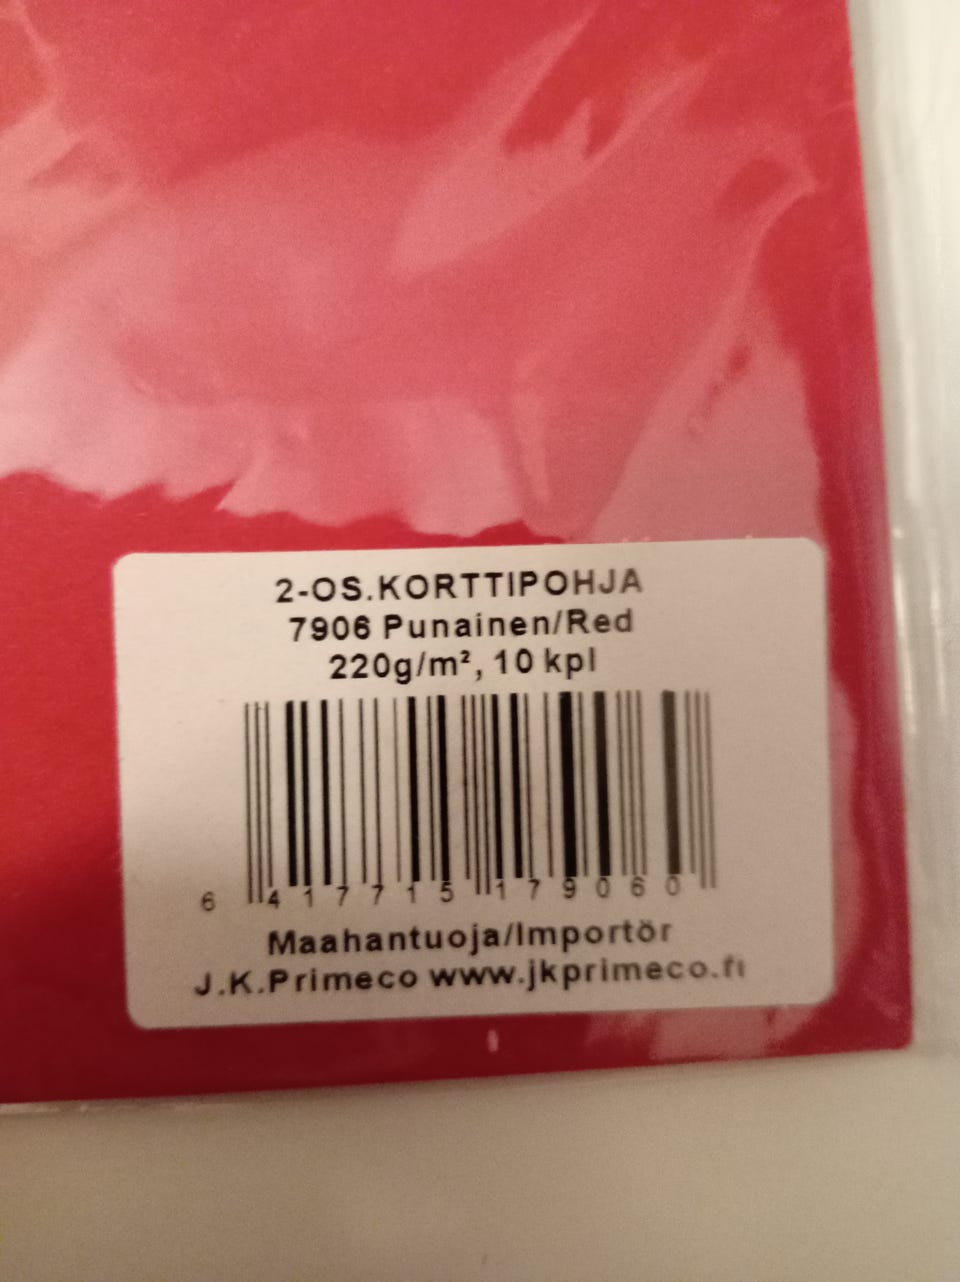 2-OS.KORTTIPOHJA
7906 Punainen/Red
220g/m², 10 kpl
6 417715 179060
Maahantuoja/Importör
J.K.Primeco www.jkprimeco.fi